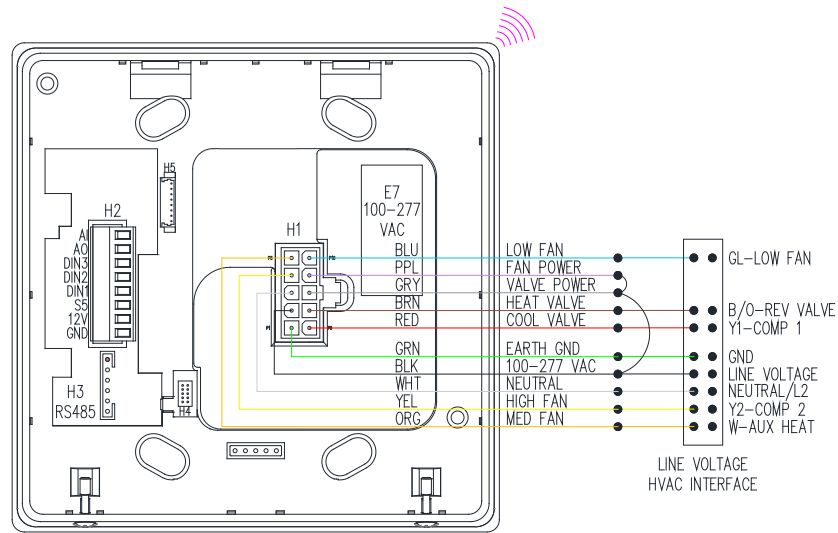 H5
H2
AI
AO
DIN3
DIN2
DIN1
S5
12V
GND
H3
RS485
H4
H1
E7
100-277
VAC
BLU LOW FAN GL-LOW FAN
PPL FAN POWER
GRY VALVE POWER
BRN HEAT VALVE B/O-REV VALVE
RED COOL VALVE Y1-COMP 1
GRN EARTH GND GND
BLK 100-277 VAC LINE VOLTAGE
WHT NEUTRAL NEUTRAL/L2
YEL HIGH FAN Y2-COMP 2
ORG MED FAN W-AUX HEAT
LINE VOLTAGE
HVAC INTERFACE